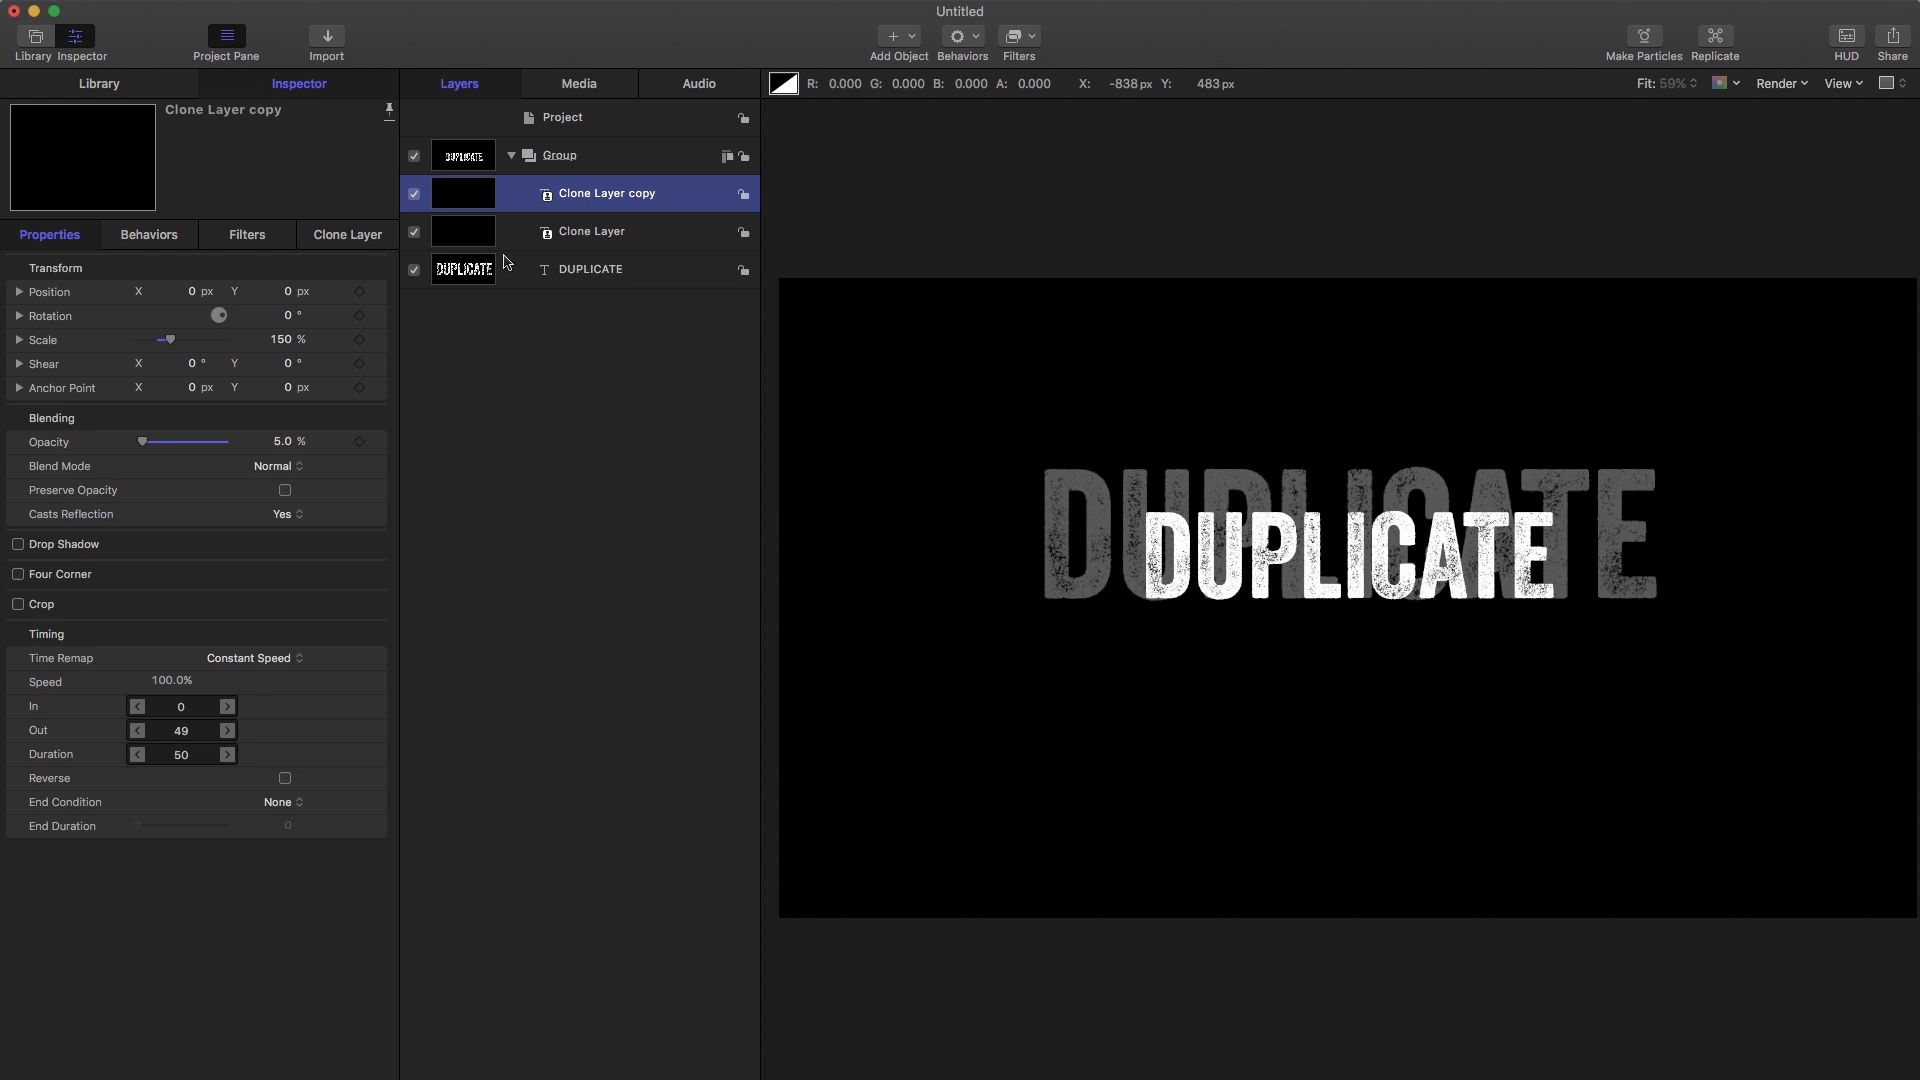 Untitled
Library Inspector Project Pane Import Add Object Behaviors Filters Make Particles Replicate HUD Share
Library Inspector Layers Media Audio R: 0.000 G: 0.000 B: 0.000 A: 0.000 X: -838 px Y: 483 px Fit: 59% Render View
Clone Layer copy
Project
DUPLICATE Group
Clone Layer copy
Clone Layer
DUPLICATE DUPLICATE
Properties Behaviors Filters Clone Layer
Transform
Position X 0 px Y 0 px
Rotation 0 °
Scale 150 %
Shear X 0 ° Y 0 °
Anchor Point X 0 px Y 0 px
Blending
Opacity 5.0 %
Blend Mode Normal
Preserve Opacity
Casts Reflection Yes
Drop Shadow
Four Corner
Crop
Timing
Time Remap Constant Speed
Speed 100.0%
In 0
Out 49
Duration 50
Reverse
End Condition None
End Duration 0
DUPLICATE
DUPLICATE